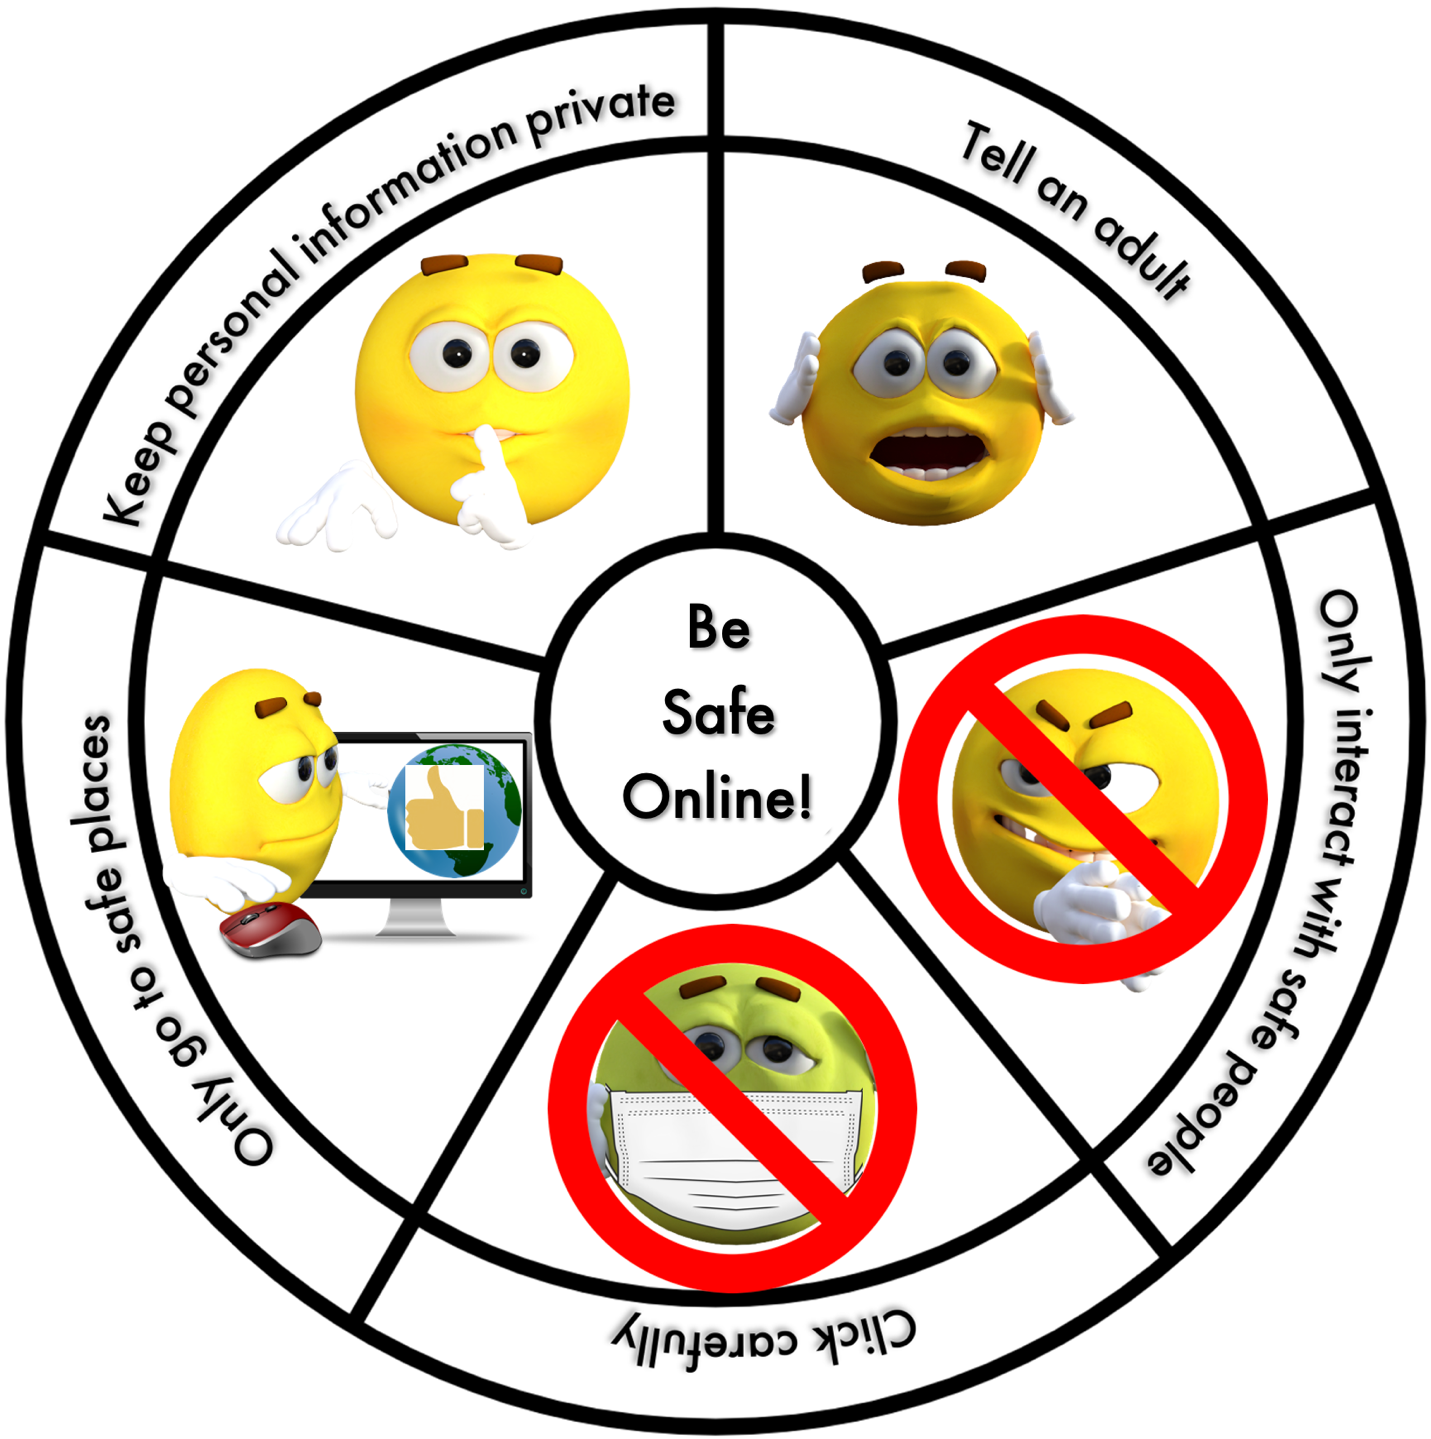 Keep personal information private
Tell an adult
Only interact with safe people
Click carefully
Only go to safe places
Be
Safe
Online!